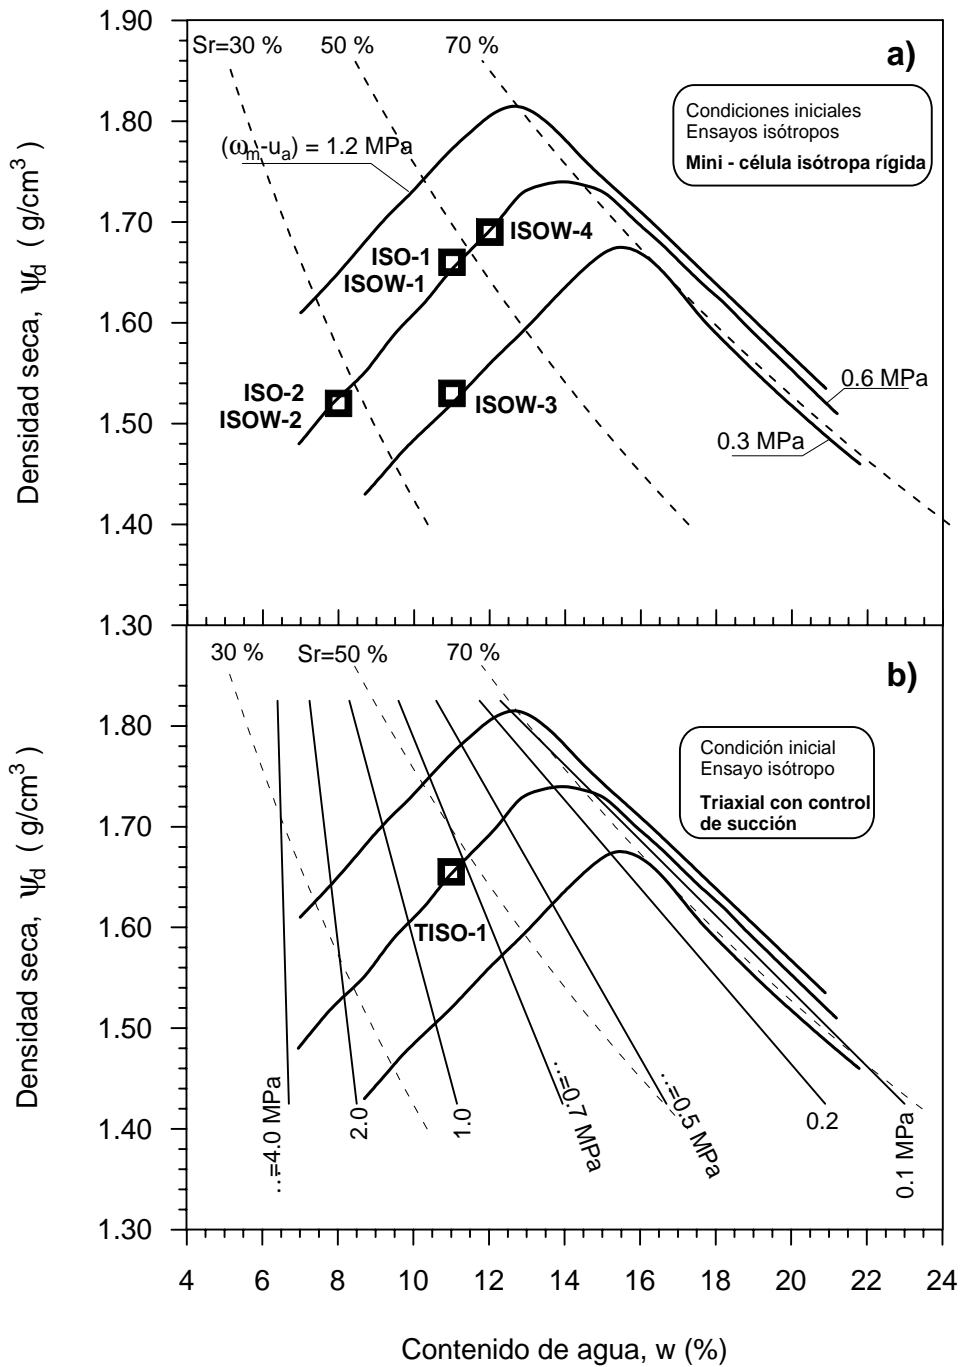 1.90
1.80
1.70
1.60
1.50
1.40
1.30
Densidad seca, ψd ( g/cm3 )
Sr=30 %
50 %
70 %
a)
Condiciones iniciales
Ensayos isótropos
Mini - célula isótropa rígida
(ωm-ua) = 1.2 MPa
ISOW-4
ISO-1
ISOW-1
ISO-2
ISOW-2
ISOW-3
0.6 MPa
0.3 MPa
30 %
Sr=50 %
70 %
b)
Condición inicial
Ensayo isótropo
Triaxial con control
de succión
TISO-1
1.80
1.70
1.60
1.50
1.40
1.30
Densidad seca, ψd ( g/cm3 )
...=4.0 MPa
2.0
1.0
...=0.7 MPa
...=0.5 MPa
0.2
0.1 MPa
4 6 8 10 12 14 16 18 20 22 24
Contenido de agua, w (%)